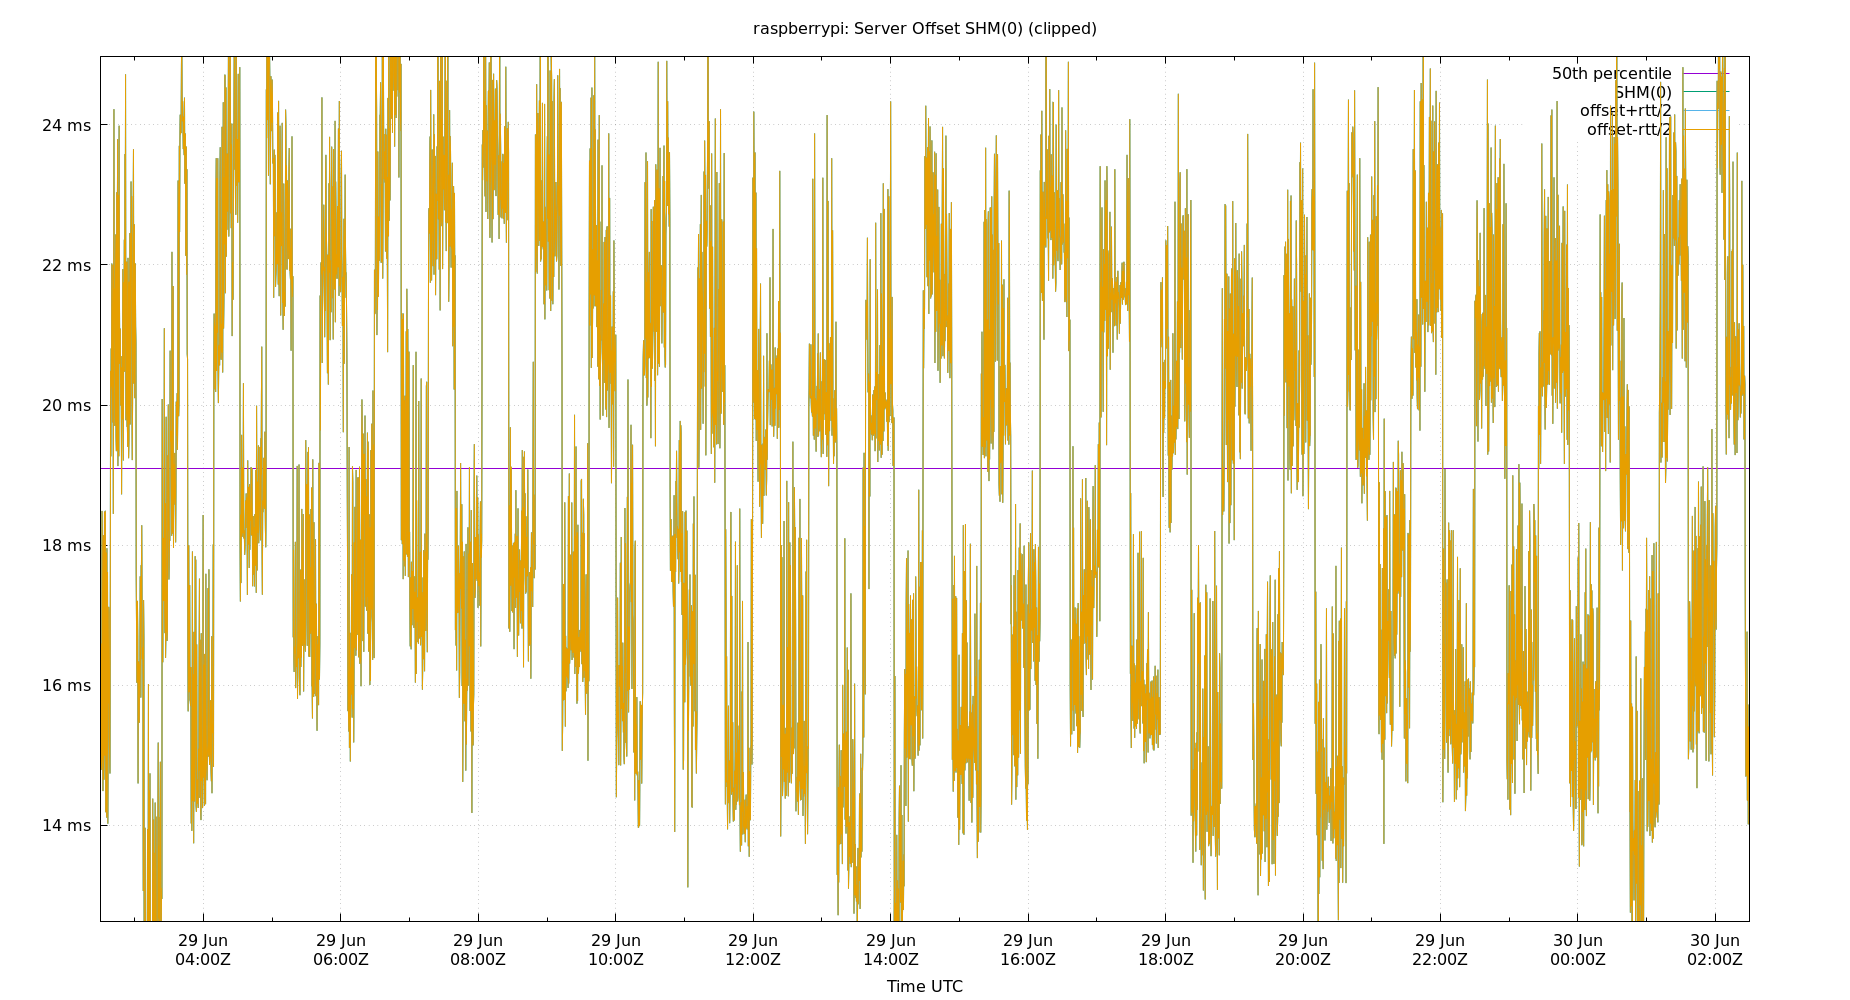 raspberrypi: Server Offset SHM(0) (clipped)
50th percentile
SHM(0)
offset+rtt/2
offset-rtt/2
24 ms
22 ms
20 ms
18 ms
16 ms
14 ms
29 Jun 29 Jun 29 Jun 29 Jun 29 Jun 29 Jun 29 Jun 29 Jun 29 Jun 29 Jun 30 Jun 30 Jun
04:00Z 06:00Z 08:00Z 10:00Z 12:00Z 14:00Z 16:00Z 18:00Z 20:00Z 22:00Z 00:00Z 02:00Z
Time UTC